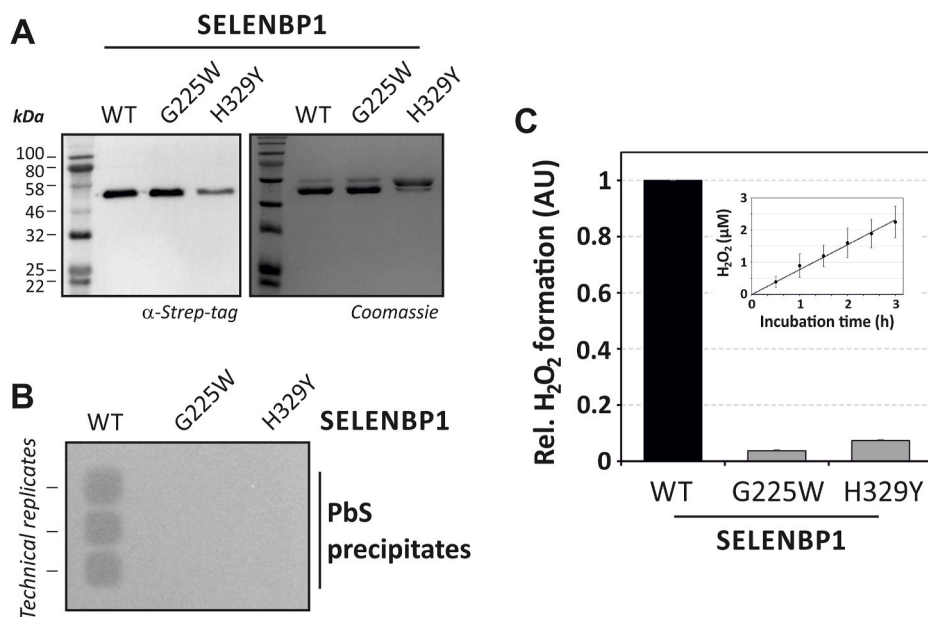 A
SELENBP1
WT G225W H329Y WT G225W H329Y
kDa
100
80
58
46
32
25
22
α-Strep-tag Coomassie
B
WT G225W H329Y SELENBP1
Technical replicates
PbS
precipitates
C
Rel. H₂O₂ formation (AU)
1
0.8
0.6
0.4
0.2
0
H₂O₂ (µM)
3
2
1
0
0 1 2 3
Incubation time (h)
WT G225W H329Y
SELENBP1